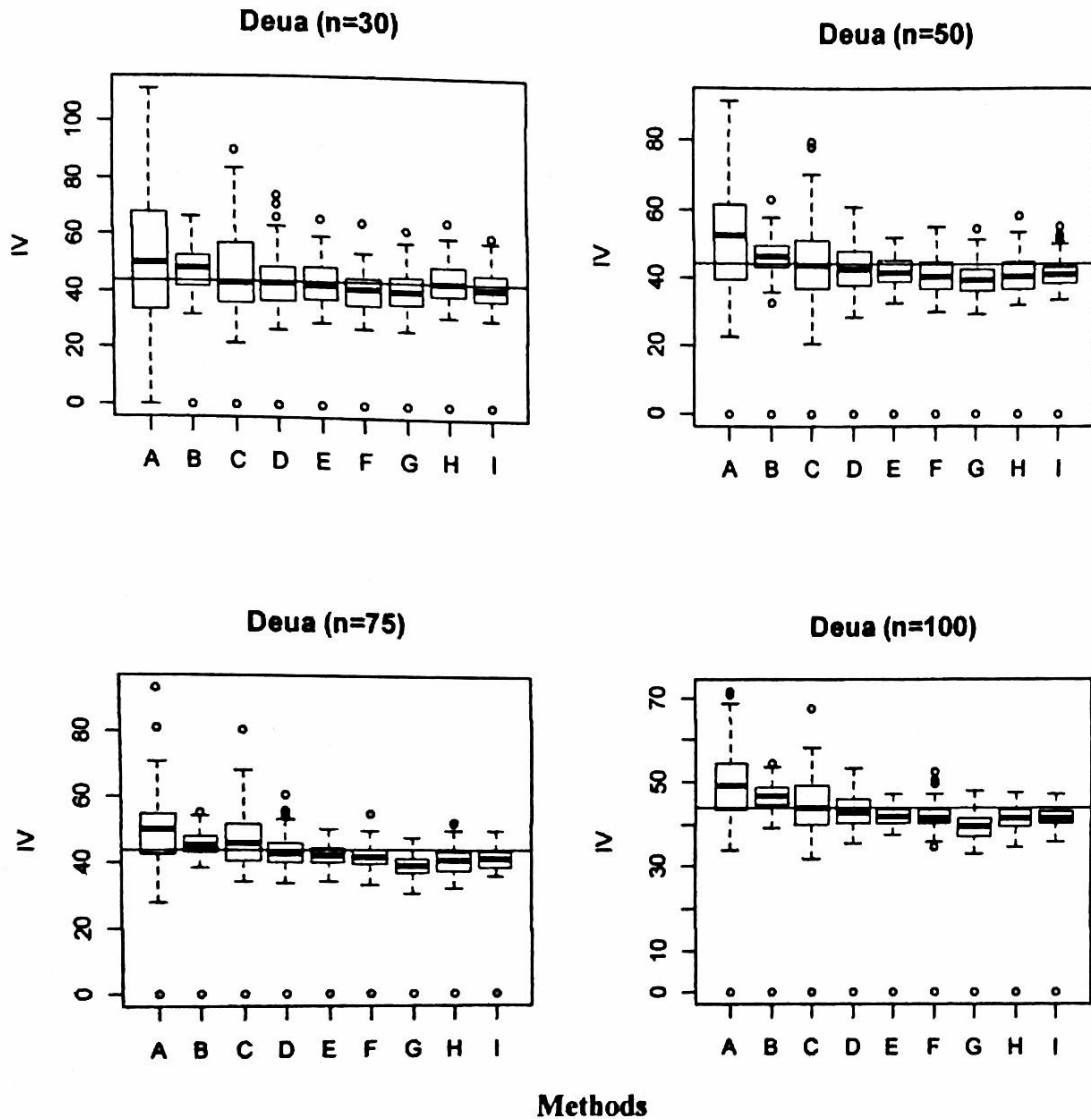 Deua (n=30)
IV
0 20 40 60 80 100
A B C D E F G H I
Deua (n=50)
IV
0 20 40 60 80
A B C D E F G H I
Deua (n=75)
IV
0 20 40 60 80
A B C D E F G H I
Deua (n=100)
IV
0 10 30 50 70
A B C D E F G H I
Methods